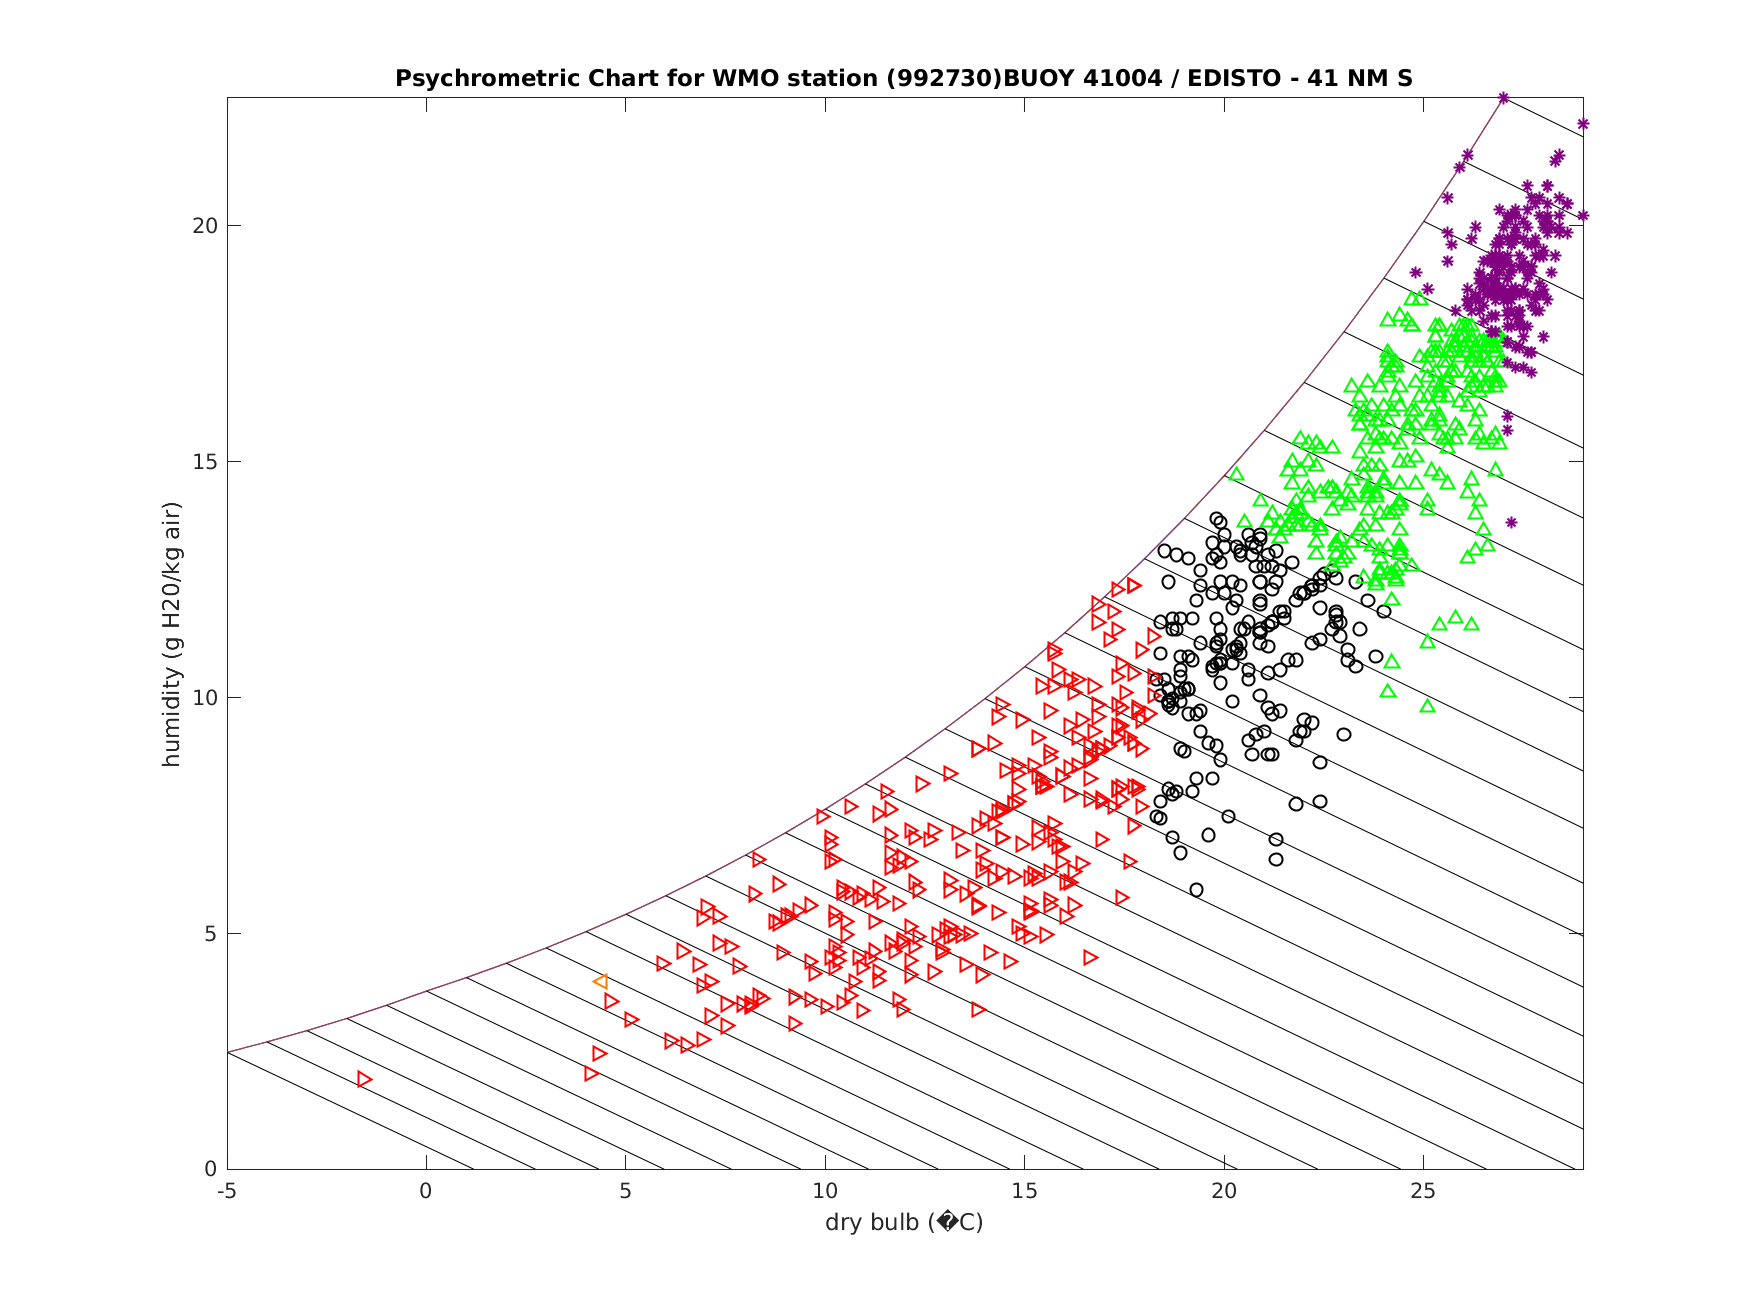 Psychrometric Chart for WMO station (992730)BUOY 41004 / EDISTO - 41 NM S
humidity (g H20/kg air)
20
15
10
5
0
-5 0 5 10 15 20 25
dry bulb (�C)